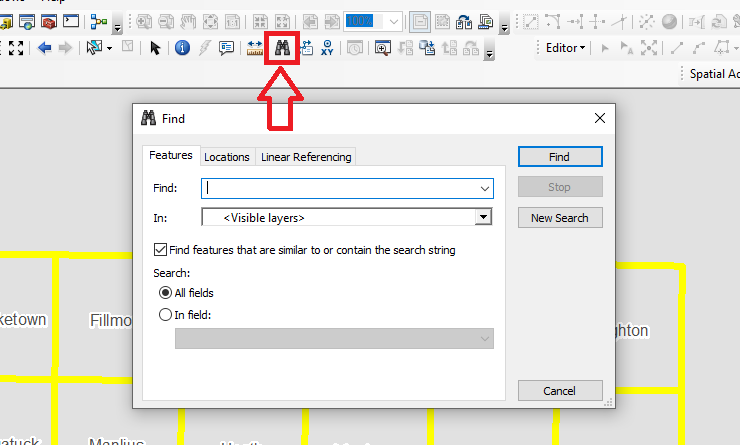 Help
100%
Editor
Spatial Ad
Find
Features
Locations
Linear Referencing
Find:
Find
Stop
In:
<Visible layers>
New Search
Find features that are similar to or contain the search string
Search:
All fields
In field:
Cancel
ketown
Fillmo
ghton
atuck
Manlius